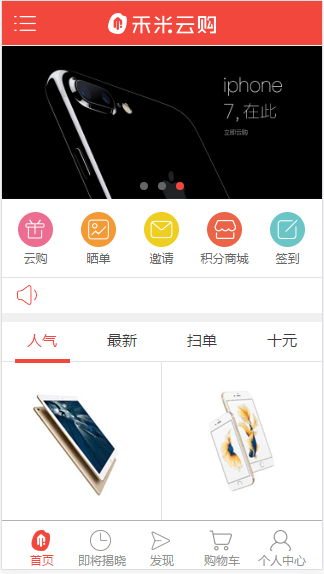 禾米云购
iphone
7,在此
立即云购
云购 晒单 邀请 积分商城 签到
人气 最新 扫单 十元
首页 即将揭晓 发现 购物车 个人中心